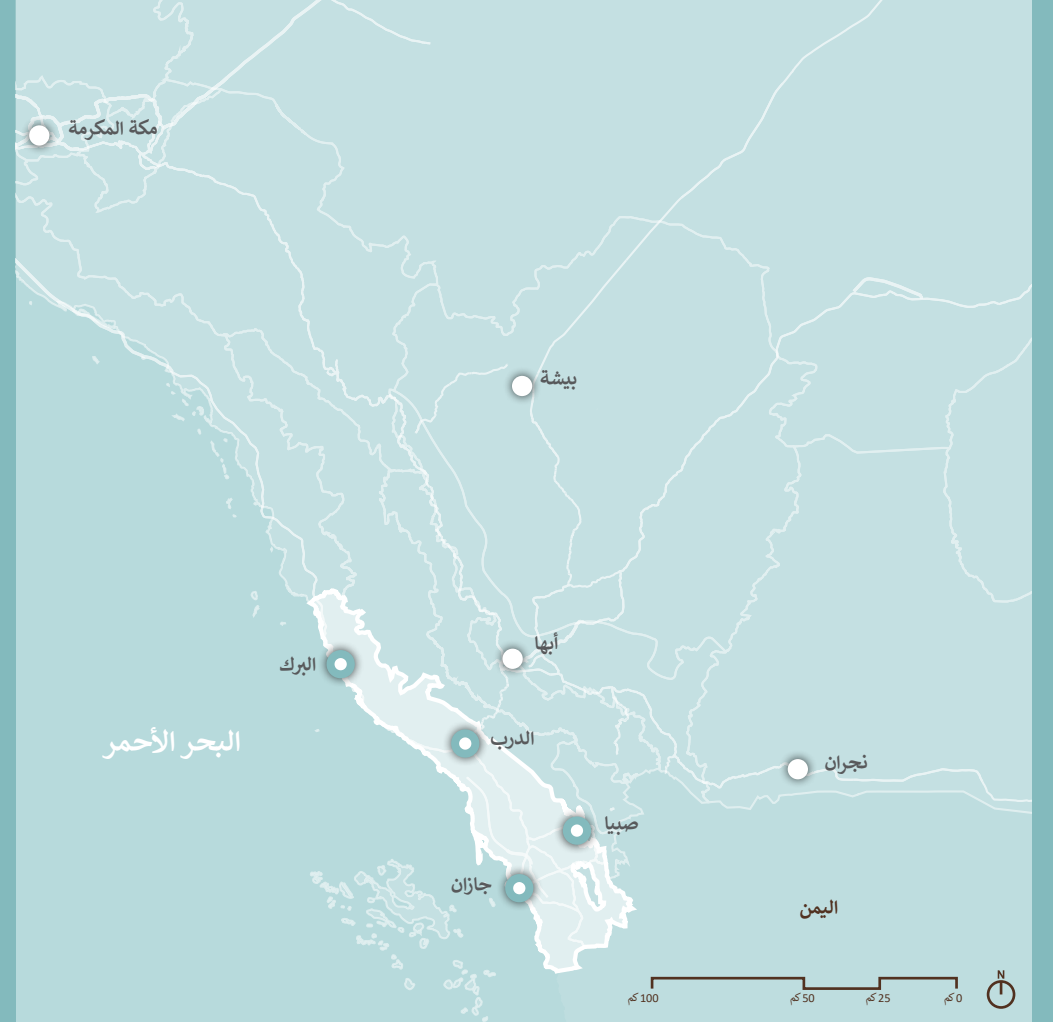 مكة المكرمة
بيشة
أبها
البرك
الدرب
البحر الأحمر
نجران
صبيا
جازان
اليمن
N
0 كم
25 كم
50 كم
100 كم